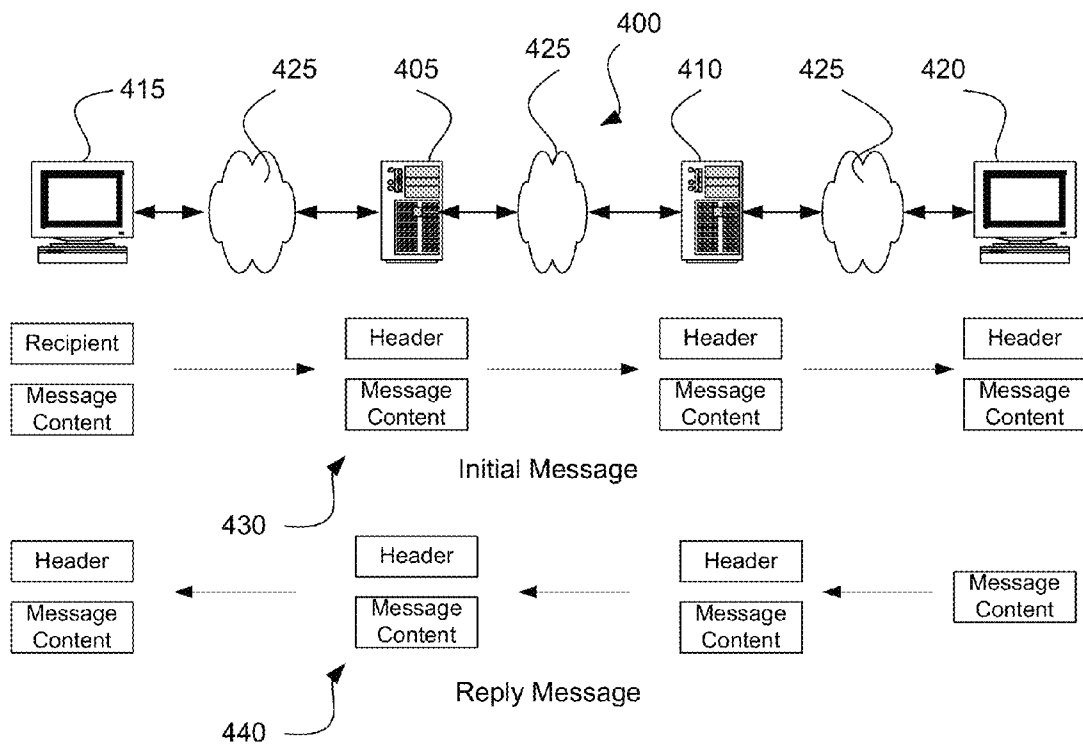 400
425
405
425
410
425
420
415
Recipient
Header
Header
Header
Message
Content
Message
Content
Message
Content
Message
Content
Initial Message
430
Header
Header
Header
Message
Content
Message
Content
Message
Content
Message
Content
Reply Message
440